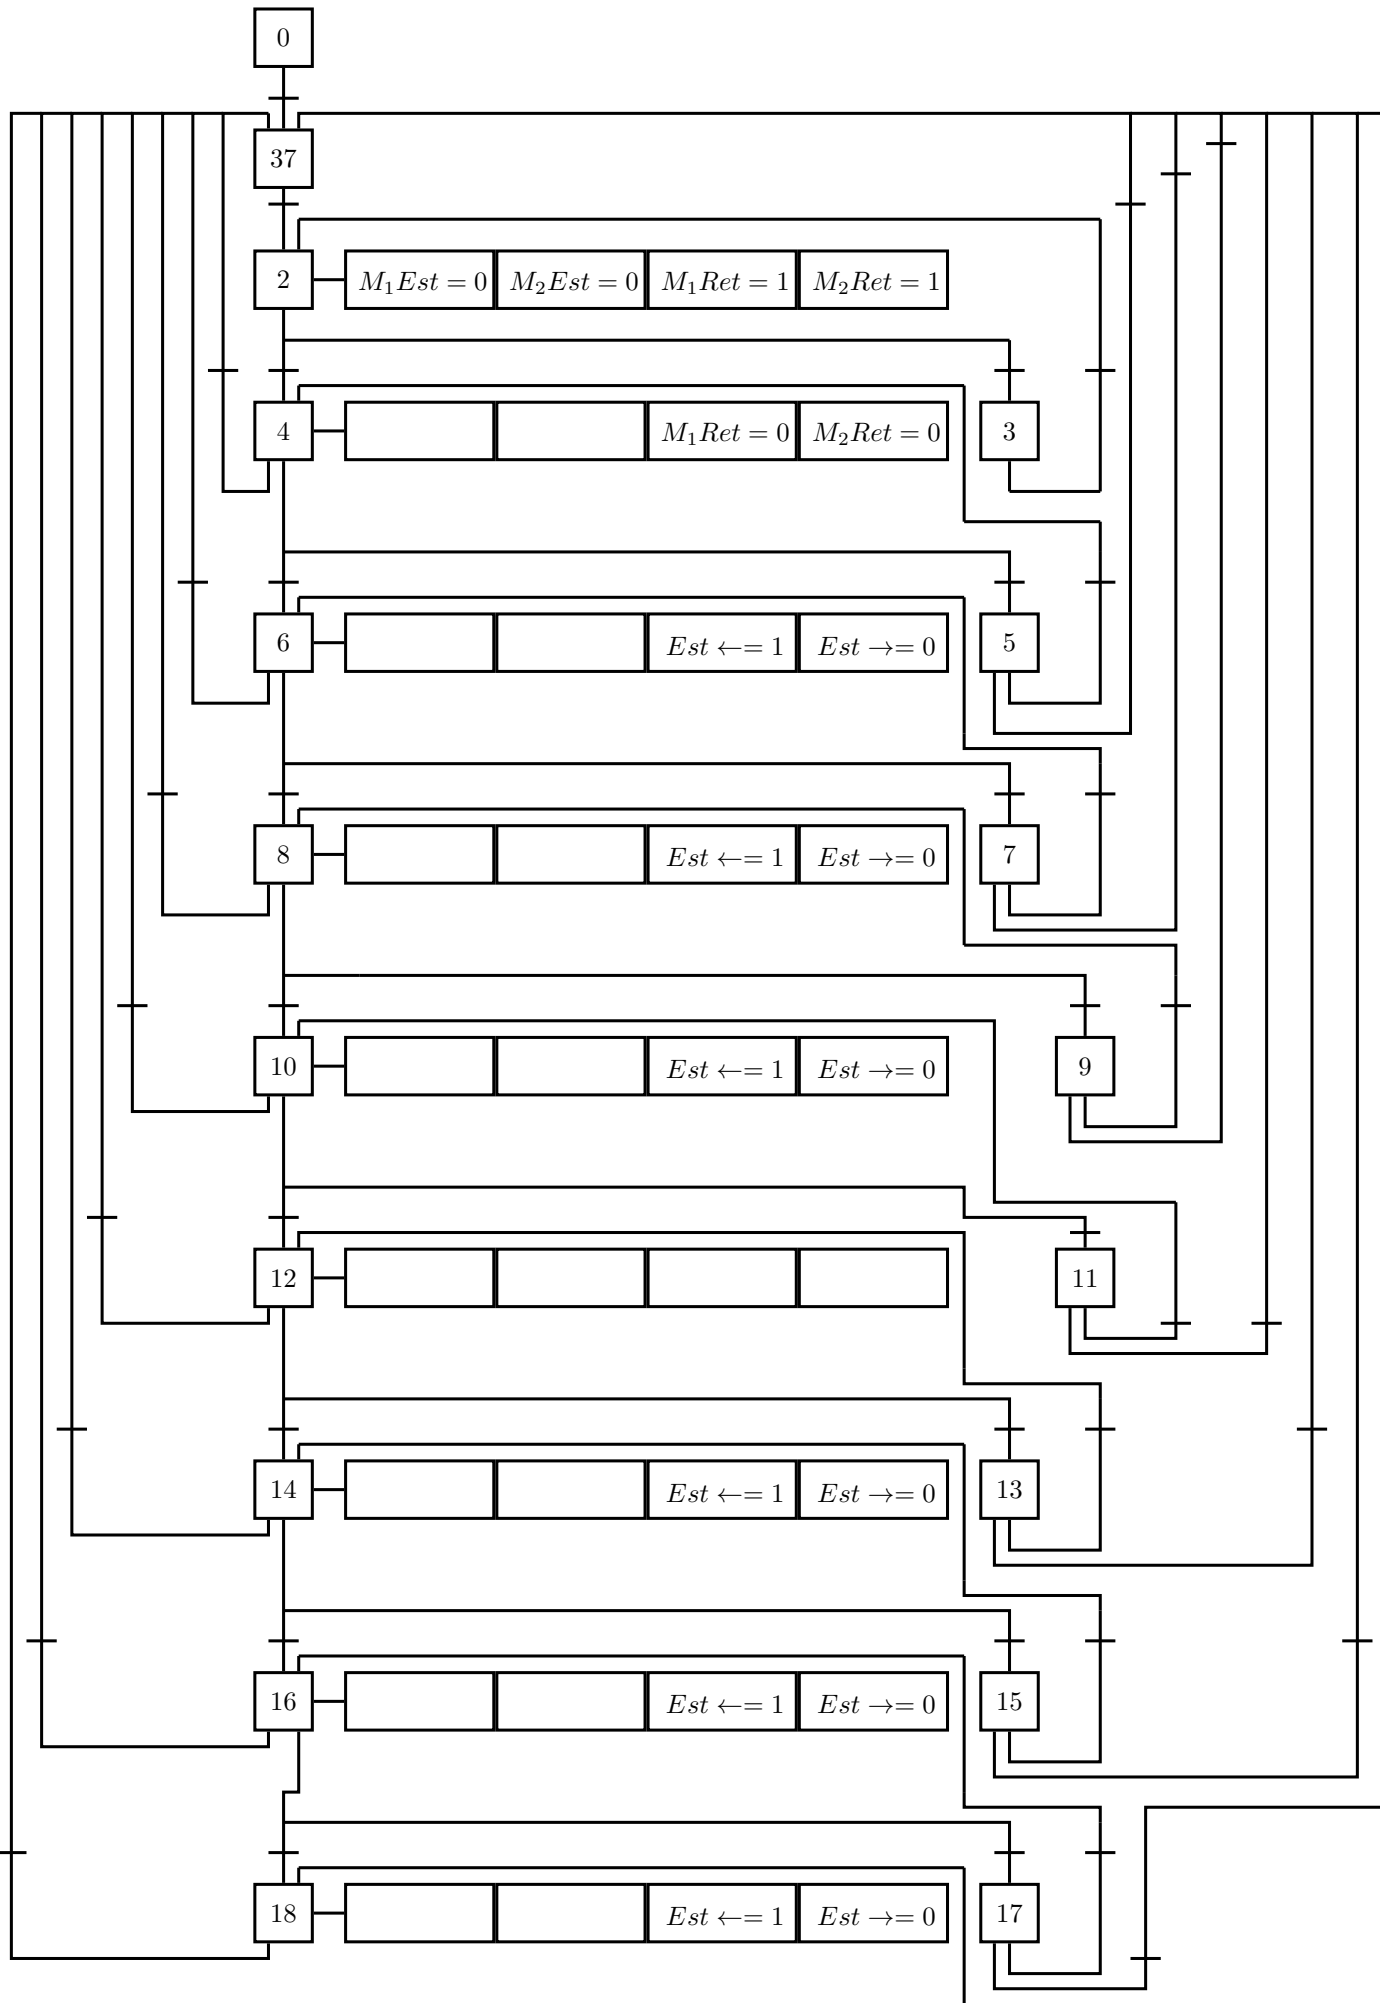 0
37
2 M₁Est = 0 M₂Est = 0 M₁Ret = 1 M₂Ret = 1
4 M₁Ret = 0 M₂Ret = 0 3
6 Est ←= 1 Est →= 0 5
8 Est ←= 1 Est →= 0 7
10 Est ←= 1 Est →= 0 9
12 11
14 Est ←= 1 Est →= 0 13
16 Est ←= 1 Est →= 0 15
18 Est ←= 1 Est →= 0 17